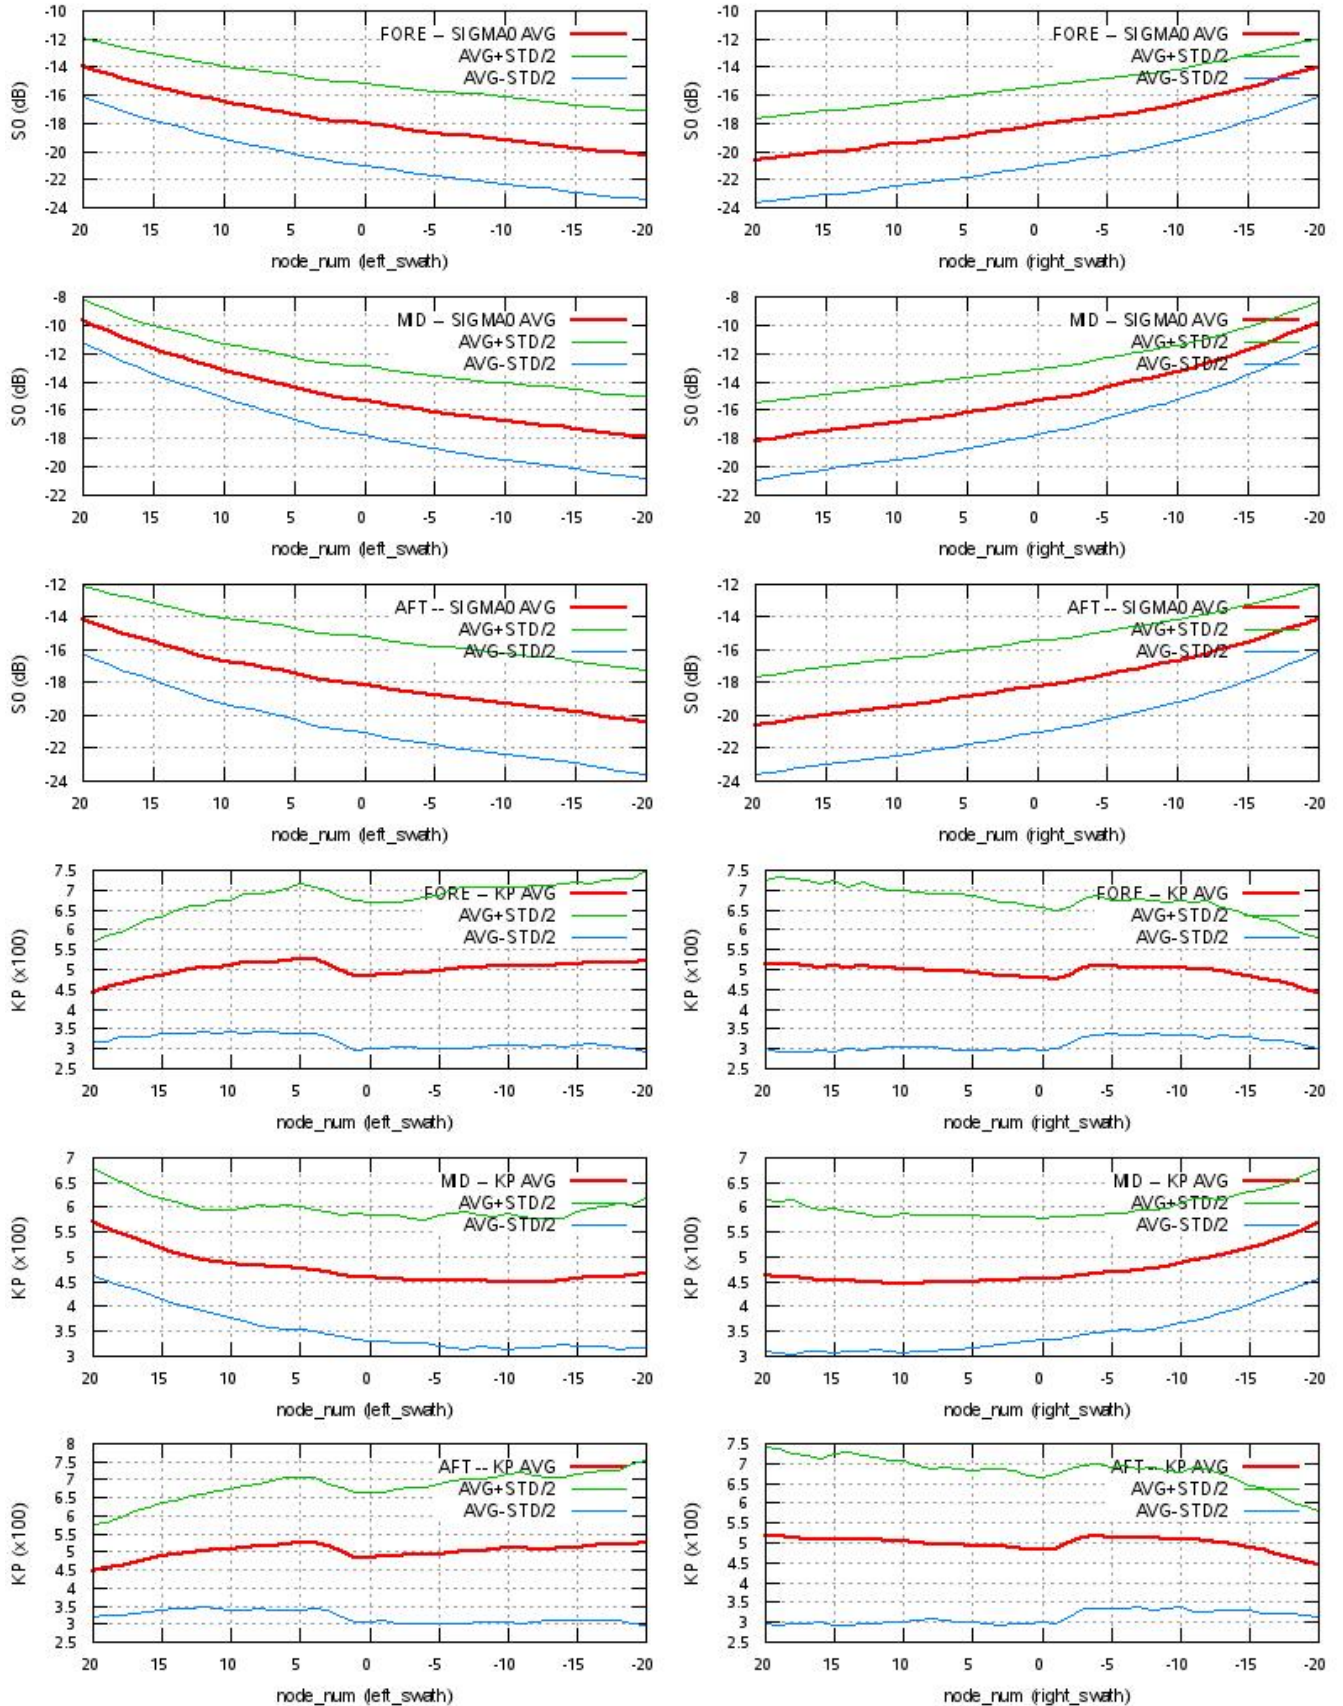 -10
-12
-14
-16
-18
-20
-22
-24
S0 (dB)
FORE -- SIGMA0 AVG
AVG+STD/2
AVG-STD/2
20 15 10 5 0 -5 -10 -15 -20
node_num (left_swath)
-10
-12
-14
-16
-18
-20
-22
-24
S0 (dB)
FORE -- SIGMA0 AVG
AVG+STD/2
AVG-STD/2
20 15 10 5 0 -5 -10 -15 -20
node_num (right_swath)
-8
-10
-12
-14
-16
-18
-20
-22
S0 (dB)
MID -- SIGMA0 AVG
AVG+STD/2
AVG-STD/2
20 15 10 5 0 -5 -10 -15 -20
node_num (left_swath)
-8
-10
-12
-14
-16
-18
-20
-22
S0 (dB)
MID -- SIGMA0 AVG
AVG+STD/2
AVG-STD/2
20 15 10 5 0 -5 -10 -15 -20
node_num (right_swath)
-12
-14
-16
-18
-20
-22
-24
S0 (dB)
AFT -- SIGMA0 AVG
AVG+STD/2
AVG-STD/2
20 15 10 5 0 -5 -10 -15 -20
node_num (left_swath)
-12
-14
-16
-18
-20
-22
-24
S0 (dB)
AFT -- SIGMA0 AVG
AVG+STD/2
AVG-STD/2
20 15 10 5 0 -5 -10 -15 -20
node_num (right_swath)
7.5
7
6.5
6
5.5
5
4.5
4
3.5
3
2.5
KP (x100)
FORE -- KP AVG
AVG+STD/2
AVG-STD/2
20 15 10 5 0 -5 -10 -15 -20
node_num (left_swath)
7.5
7
6.5
6
5.5
5
4.5
4
3.5
3
2.5
KP (x100)
FORE -- KP AVG
AVG+STD/2
AVG-STD/2
20 15 10 5 0 -5 -10 -15 -20
node_num (right_swath)
7
6.5
6
5.5
5
4.5
4
3.5
3
KP (x100)
MID -- KP AVG
AVG+STD/2
AVG-STD/2
20 15 10 5 0 -5 -10 -15 -20
node_num (left_swath)
7
6.5
6
5.5
5
4.5
4
3.5
3
KP (x100)
MID -- KP AVG
AVG+STD/2
AVG-STD/2
20 15 10 5 0 -5 -10 -15 -20
node_num (right_swath)
8
7.5
7
6.5
6
5.5
5
4.5
4
3.5
3
2.5
KP (x100)
AFT -- KP AVG
AVG+STD/2
AVG-STD/2
20 15 10 5 0 -5 -10 -15 -20
node_num (left_swath)
7.5
7
6.5
6
5.5
5
4.5
4
3.5
3
2.5
KP (x100)
AFT -- KP AVG
AVG+STD/2
AVG-STD/2
20 15 10 5 0 -5 -10 -15 -20
node_num (right_swath)